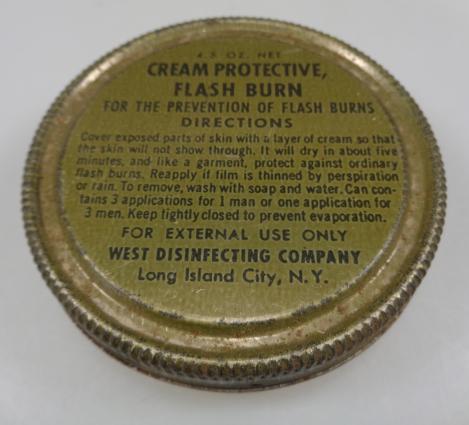 4.5 OZ. NET
CREAM PROTECTIVE,
FLASH BURN
FOR THE PREVENTION OF FLASH BURNS
DIRECTIONS
Cover exposed parts of skin with a layer of cream so that
the skin will not show through. It will dry in about five
minutes, and like a garment, protect against ordinary
flash burns. Reapply if film is thinned by perspiration
or rain. To remove, wash with soap and water. Can con-
tains 3 applications for 1 man or one application for
3 men. Keep tightly closed to prevent evaporation.
FOR EXTERNAL USE ONLY
WEST DISINFECTING COMPANY
Long Island City, N.Y.